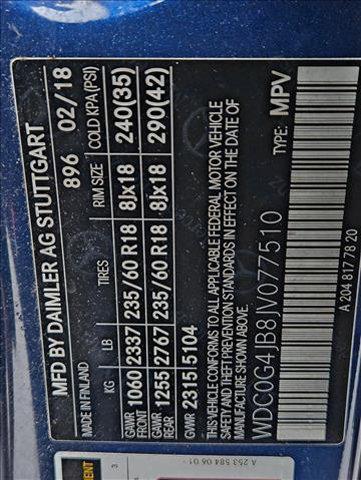 MFD BY DAIMLER AG STUTTGART
MADE IN FINLAND 896 02/18
KG LB TIRES RIM SIZE COLD KPA(PSI)
GAWR FRONT 1060 2337 235/60 R18 8Jx18 240(35)
GAWR REAR 1255 2767 235/60 R18 8Jx18 290(42)
GVWR 2315 5104
THIS VEHICLE CONFORMS TO ALL APPLICABLE FEDERAL MOTOR VEHICLE
SAFETY AND THEFT PREVENTION STANDARDS IN EFFECT ON THE DATE OF
MANUFACTURE SHOWN ABOVE.
WDC0G4JB8JV077510 TYPE: MPV
A 204 817 78 20
A 253 584 06 01
3